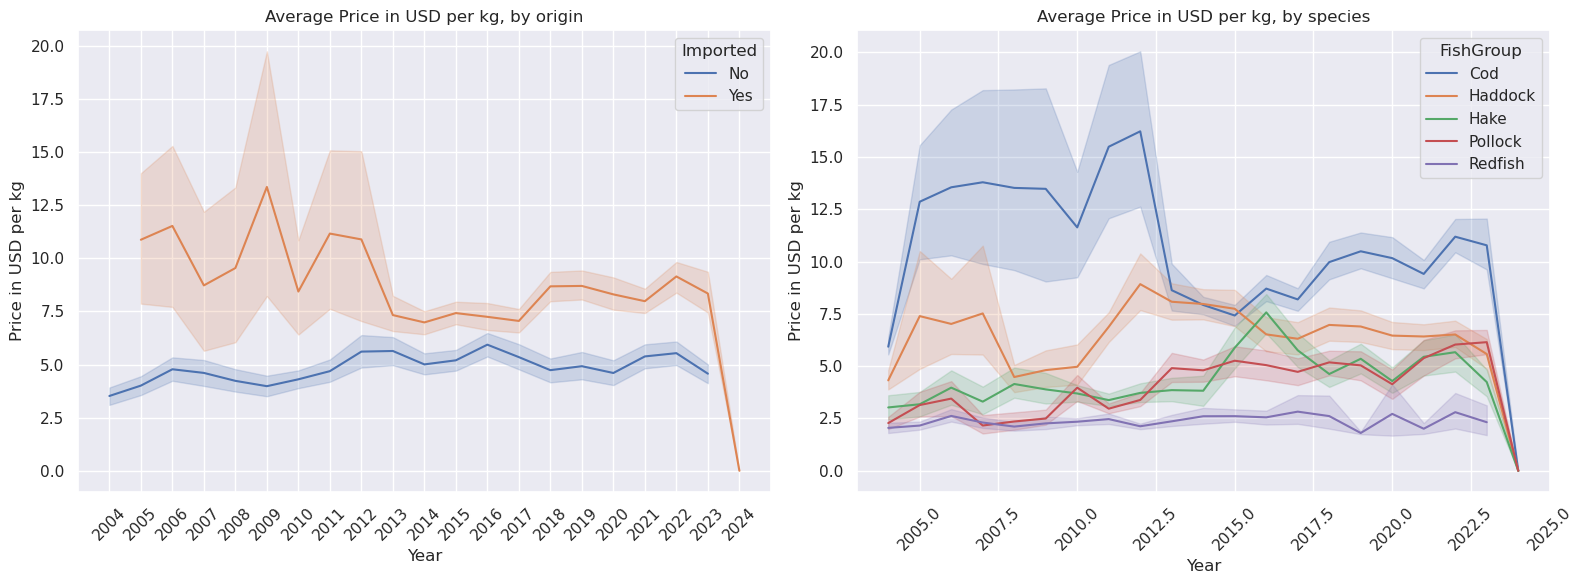 Average Price in USD per kg, by origin
20.0
17.5
15.0
12.5
10.0
7.5
5.0
2.5
0.0
Price in USD per kg
Imported
No
Yes
2004 2005 2006 2007 2008 2009 2010 2011 2012 2013 2014 2015 2016 2017 2018 2019 2020 2021 2022 2023 2024
Year
Average Price in USD per kg, by species
20.0
17.5
15.0
12.5
10.0
7.5
5.0
2.5
0.0
Price in USD per kg
FishGroup
Cod
Haddock
Hake
Pollock
Redfish
2005.0 2007.5 2010.0 2012.5 2015.0 2017.5 2020.0 2022.5 2025.0
Year